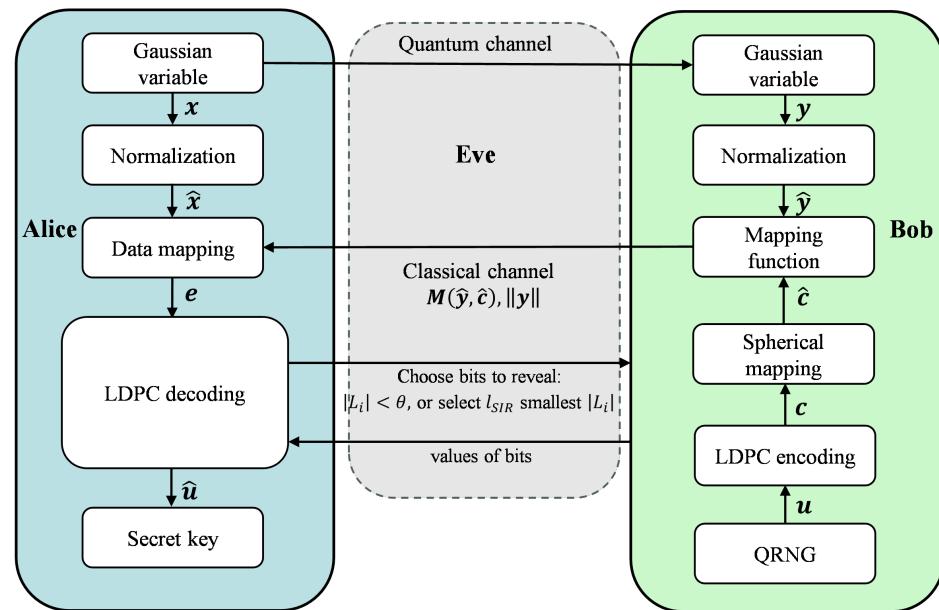 Alice
Gaussian
variable
x
Normalization
x̂
Data mapping
e
LDPC decoding
û
Secret key
Quantum channel
Eve
Classical channel
M(ŷ, ĉ), ‖y‖
Choose bits to reveal:
|L_i| < θ, or select l_SIR smallest |L_i|
values of bits
Bob
Gaussian
variable
y
Normalization
ŷ
Mapping
function
ĉ
Spherical
mapping
c
LDPC encoding
u
QRNG